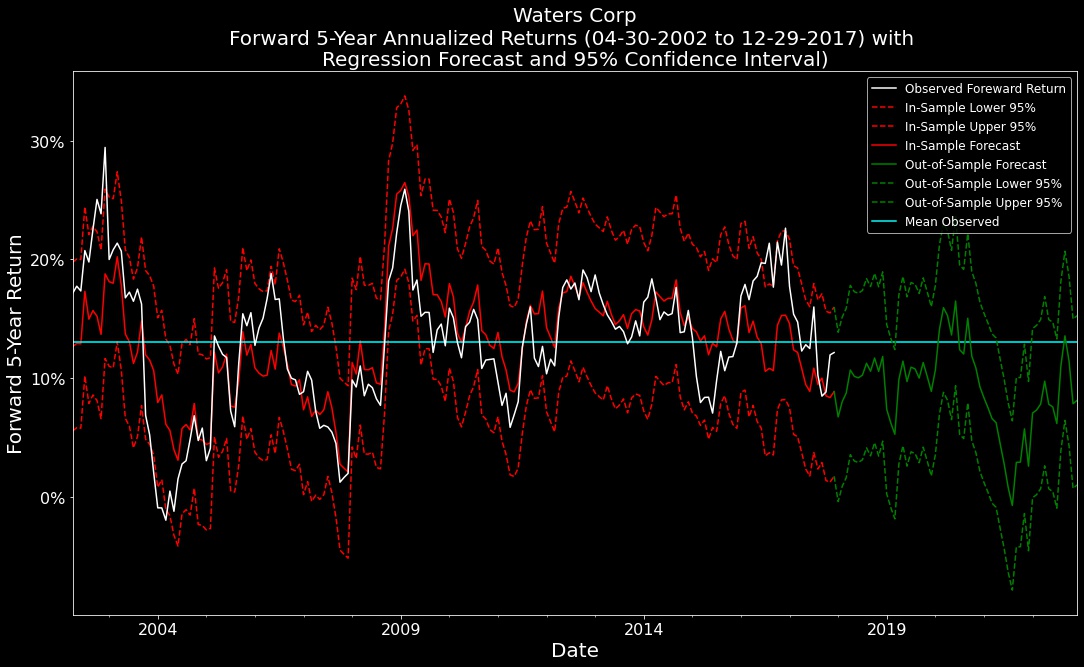 Waters Corp
Forward 5-Year Annualized Returns (04-30-2002 to 12-29-2017) with
Regression Forecast and 95% Confidence Interval)
Observed Foreward Return
In-Sample Lower 95%
In-Sample Upper 95%
In-Sample Forecast
Out-of-Sample Forecast
Out-of-Sample Lower 95%
Out-of-Sample Upper 95%
Mean Observed
Forward 5-Year Return
30%
20%
10%
0%
2004
2009
2014
2019
Date